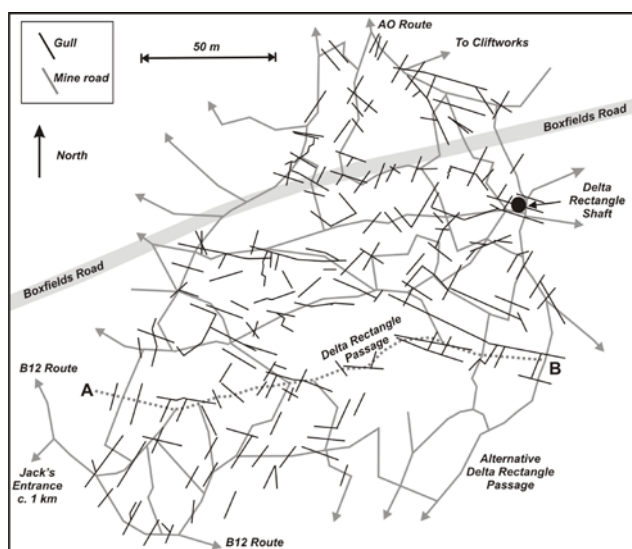 Gull
Mine road
50 m
North
AO Route
To Cliftworks
Boxfields Road
Delta
Rectangle
Shaft
Boxfields Road
Delta Rectangle
Passage
B12 Route
A
B
Jack's
Entrance
c. 1 km
Alternative
Delta Rectangle
Passage
B12 Route